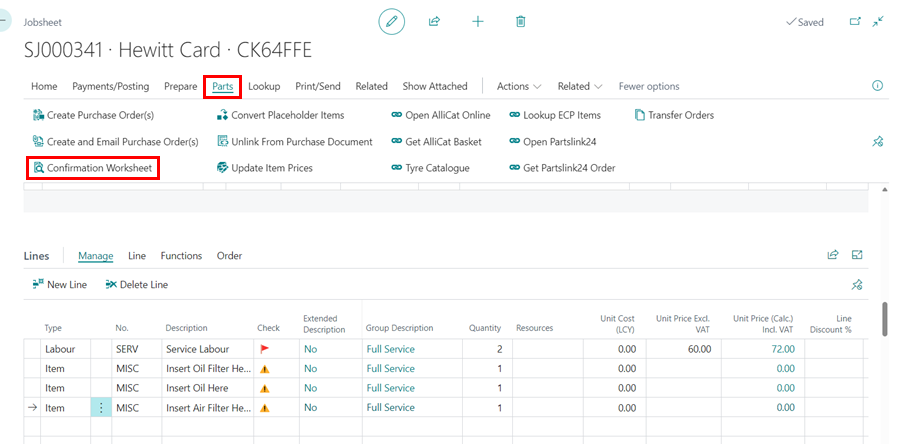 Jobsheet
Saved
SJ000341 · Hewitt Card · CK64FFE
Home Payments/Posting Prepare Parts Lookup Print/Send Related Show Attached Actions Related Fewer options
Create Purchase Order(s) Convert Placeholder Items Open AlliCat Online Lookup ECP Items Transfer Orders
Create and Email Purchase Order(s) Unlink From Purchase Document Get AlliCat Basket Open Partslink24
Confirmation Worksheet Update Item Prices Tyre Catalogue Get Partslink24 Order
Lines Manage Line Functions Order
New Line Delete Line
Type No. Description Check Extended Description Group Description Quantity Resources Unit Cost (LCY) Unit Price Excl. VAT Unit Price (Calc.) Incl. VAT Line Discount %
Labour SERV Service Labour No Full Service 2 0.00 60.00 72.00
Item MISC Insert Oil Filter He... No Full Service 1 0.00 0.00
Item MISC Insert Oil Here No Full Service 1 0.00 0.00
Item MISC Insert Air Filter He... No Full Service 1 0.00 0.00